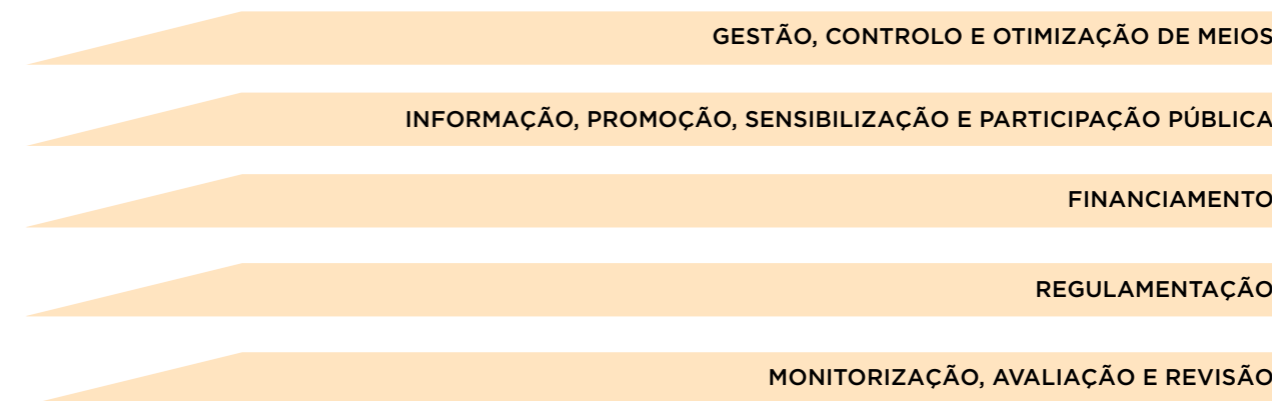 GESTÃO, CONTROLO E OTIMIZAÇÃO DE MEIOS
INFORMAÇÃO, PROMOÇÃO, SENSIBILIZAÇÃO E PARTICIPAÇÃO PÚBLICA
FINANCIAMENTO
REGULAMENTAÇÃO
MONITORIZAÇÃO, AVALIAÇÃO E REVISÃO